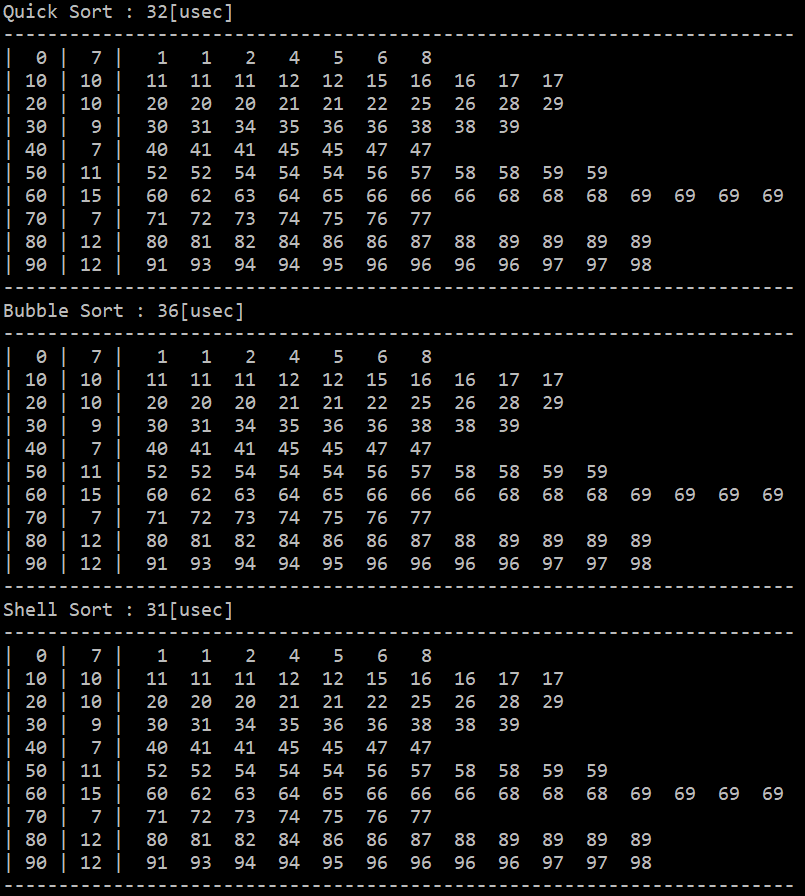 Quick Sort : 32[usec]
------------------------------------------------------------------------
|  0 |  7 |   1   1   2   4   5   6   8
| 10 | 10 |  11  11  11  12  12  15  16  16  17  17
| 20 | 10 |  20  20  20  21  21  22  25  26  28  29
| 30 |  9 |  30  31  34  35  36  36  38  38  39
| 40 |  7 |  40  41  41  45  45  47  47
| 50 | 11 |  52  52  54  54  54  56  57  58  58  59  59
| 60 | 15 |  60  62  63  64  65  66  66  66  68  68  68  69  69  69  69
| 70 |  7 |  71  72  73  74  75  76  77
| 80 | 12 |  80  81  82  84  86  86  87  88  89  89  89  89
| 90 | 12 |  91  93  94  94  95  96  96  96  96  97  97  98
------------------------------------------------------------------------
Bubble Sort : 36[usec]
------------------------------------------------------------------------
|  0 |  7 |   1   1   2   4   5   6   8
| 10 | 10 |  11  11  11  12  12  15  16  16  17  17
| 20 | 10 |  20  20  20  21  21  22  25  26  28  29
| 30 |  9 |  30  31  34  35  36  36  38  38  39
| 40 |  7 |  40  41  41  45  45  47  47
| 50 | 11 |  52  52  54  54  54  56  57  58  58  59  59
| 60 | 15 |  60  62  63  64  65  66  66  66  68  68  68  69  69  69  69
| 70 |  7 |  71  72  73  74  75  76  77
| 80 | 12 |  80  81  82  84  86  86  87  88  89  89  89  89
| 90 | 12 |  91  93  94  94  95  96  96  96  96  97  97  98
------------------------------------------------------------------------
Shell Sort : 31[usec]
------------------------------------------------------------------------
|  0 |  7 |   1   1   2   4   5   6   8
| 10 | 10 |  11  11  11  12  12  15  16  16  17  17
| 20 | 10 |  20  20  20  21  21  22  25  26  28  29
| 30 |  9 |  30  31  34  35  36  36  38  38  39
| 40 |  7 |  40  41  41  45  45  47  47
| 50 | 11 |  52  52  54  54  54  56  57  58  58  59  59
| 60 | 15 |  60  62  63  64  65  66  66  66  68  68  68  69  69  69  69
| 70 |  7 |  71  72  73  74  75  76  77
| 80 | 12 |  80  81  82  84  86  86  87  88  89  89  89  89
| 90 | 12 |  91  93  94  94  95  96  96  96  96  97  97  98
------------------------------------------------------------------------